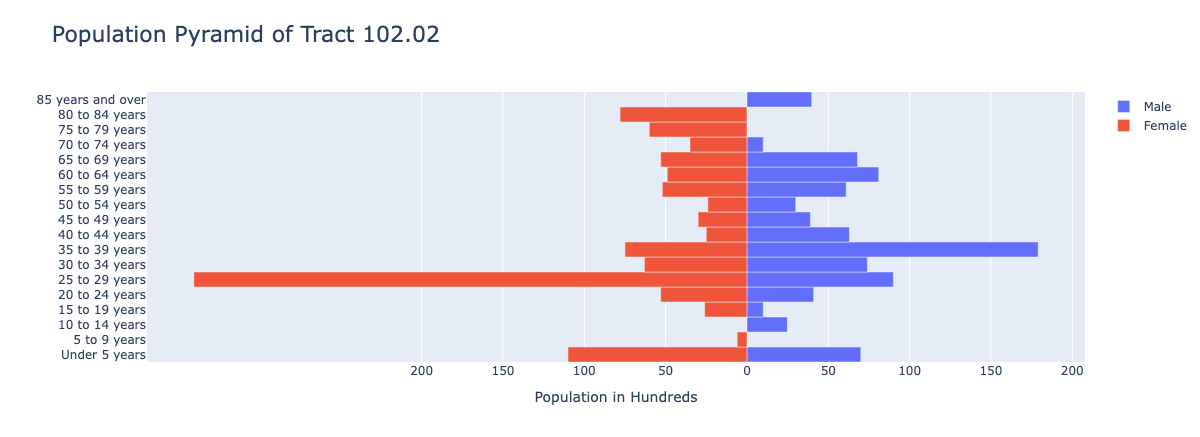 Population Pyramid of Tract 102.02
85 years and over
80 to 84 years
75 to 79 years
70 to 74 years
65 to 69 years
60 to 64 years
55 to 59 years
50 to 54 years
45 to 49 years
40 to 44 years
35 to 39 years
30 to 34 years
25 to 29 years
20 to 24 years
15 to 19 years
10 to 14 years
5 to 9 years
Under 5 years
200 150 100 50 0 50 100 150 200
Population in Hundreds
Male
Female